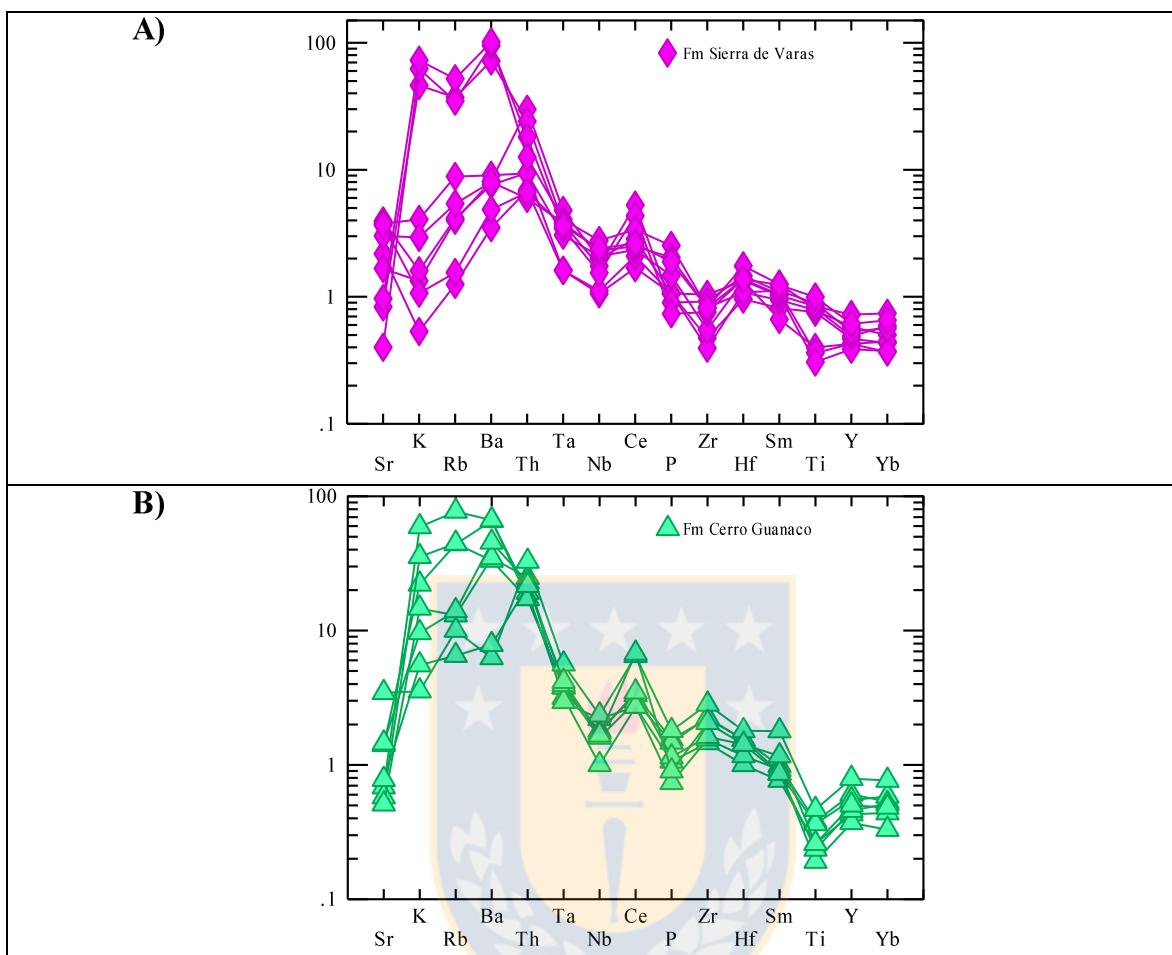 A)
100
Fm Sierra de Varas
10
1
.1
K Ba Ta Ce Zr Sm Y
Sr Rb Th Nb P Hf Ti Yb
B)
100
Fm Cerro Guanaco
10
1
.1
K Ba Ta Ce Zr Sm Y
Sr Rb Th Nb P Hf Ti Yb